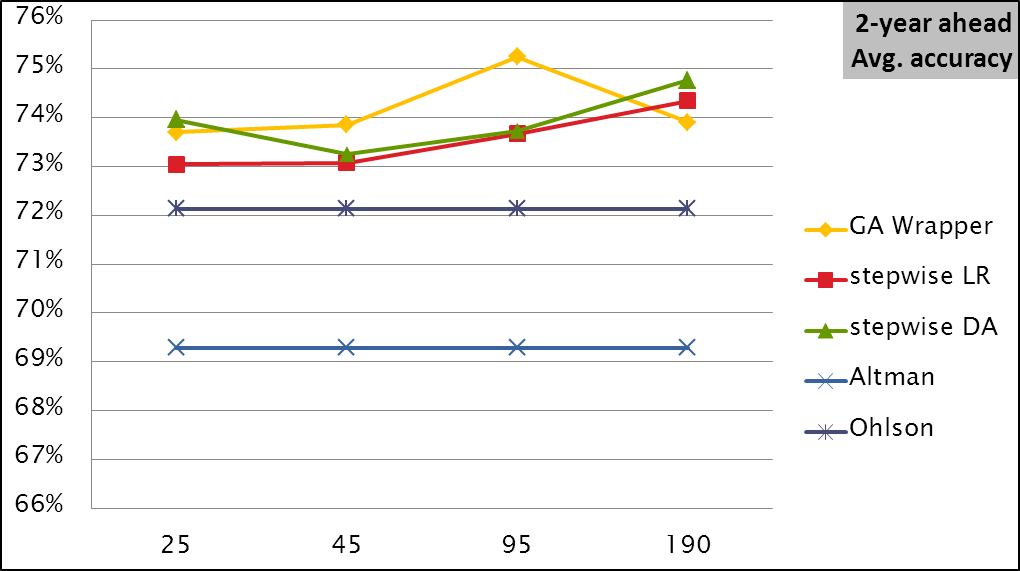 2-year ahead
Avg. accuracy
76%
75%
74%
73%
72%
71%
70%
69%
68%
67%
66%
25 45 95 190
GA Wrapper
stepwise LR
stepwise DA
Altman
Ohlson